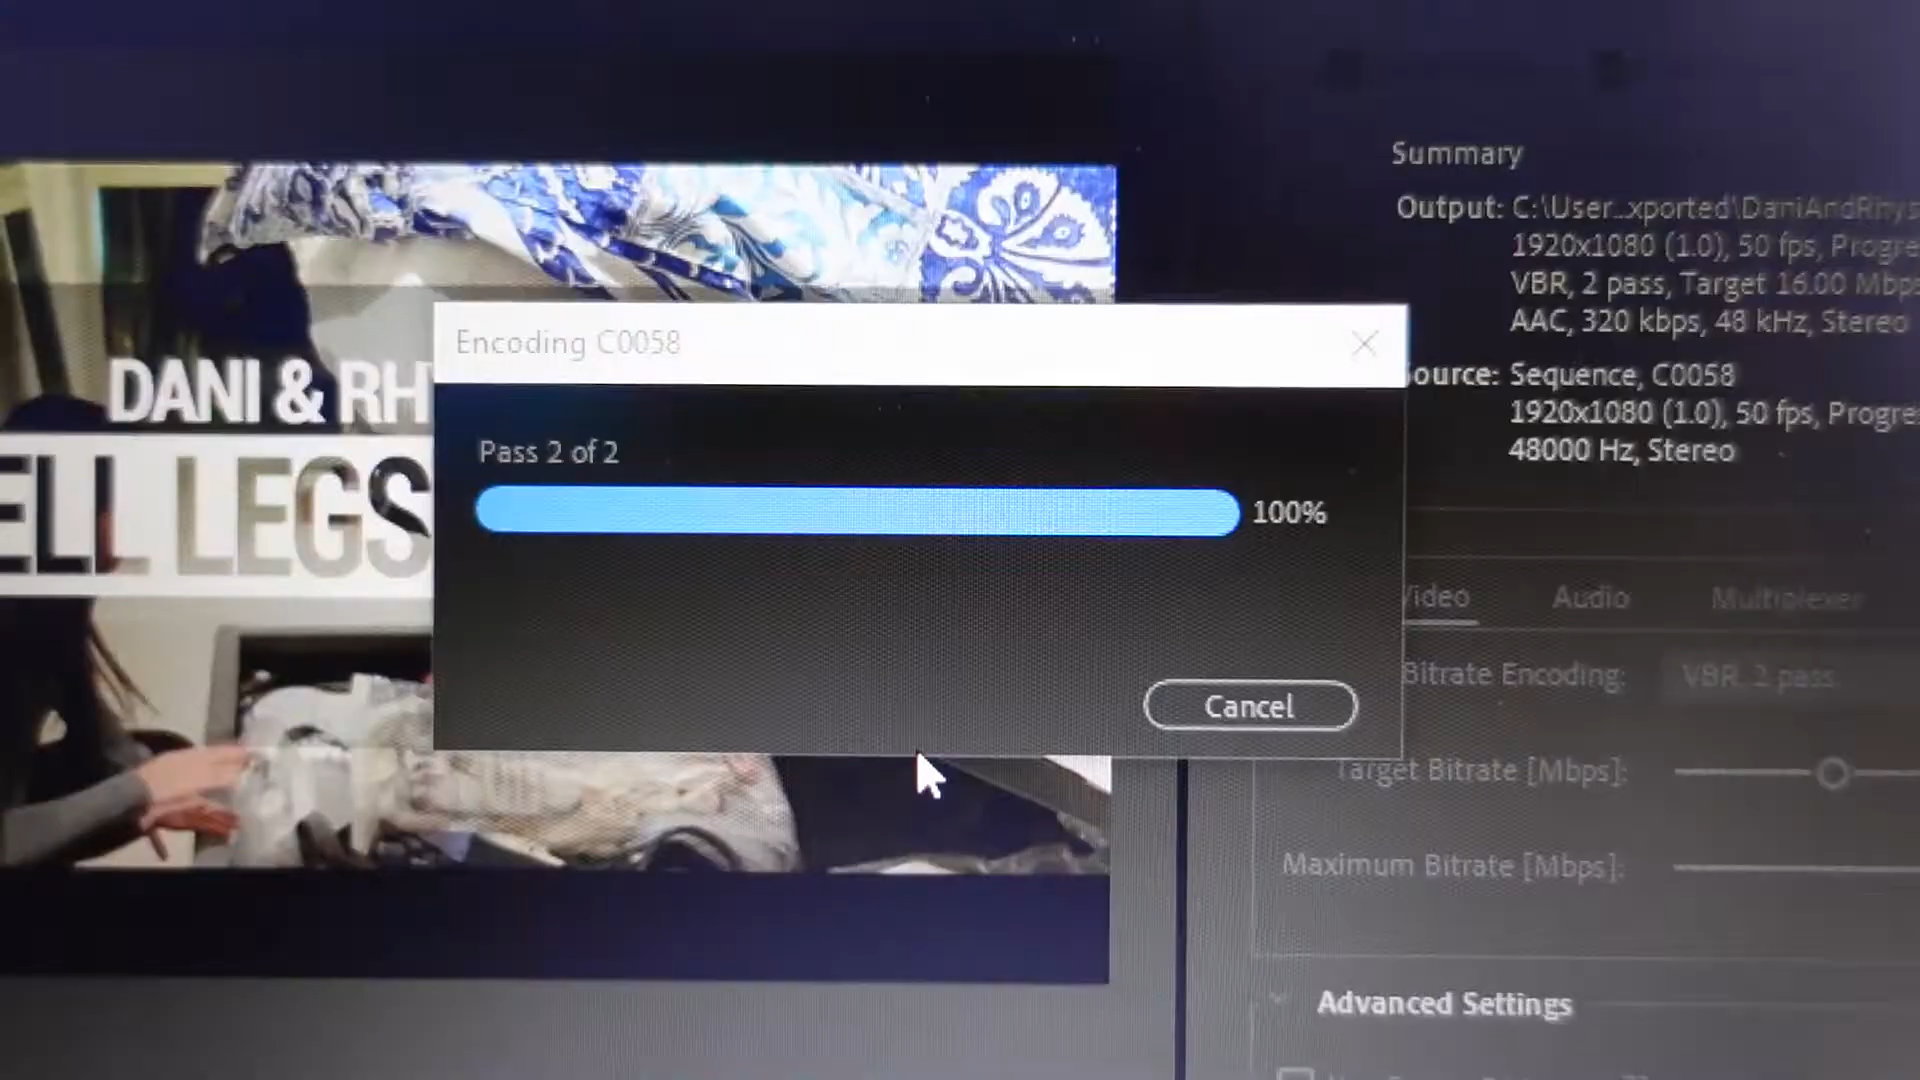 Summary
Output: C:\User...xported\DaniAndRhys
1920x1080 (1.0), 50 fps, Progre
VBR, 2 pass, Target 16.00 Mbps
AAC, 320 kbps, 48 kHz, Stereo
ource: Sequence, C0058
1920x1080 (1.0), 50 fps, Progre
48000 Hz, Stereo
DANI & RH
ELL LEGS
Encoding C0058
Pass 2 of 2
100%
Cancel
Video Audio Multiplexer
Bitrate Encoding: VBR, 2 pass
Target Bitrate [Mbps]:
Maximum Bitrate [Mbps]:
Advanced Settings